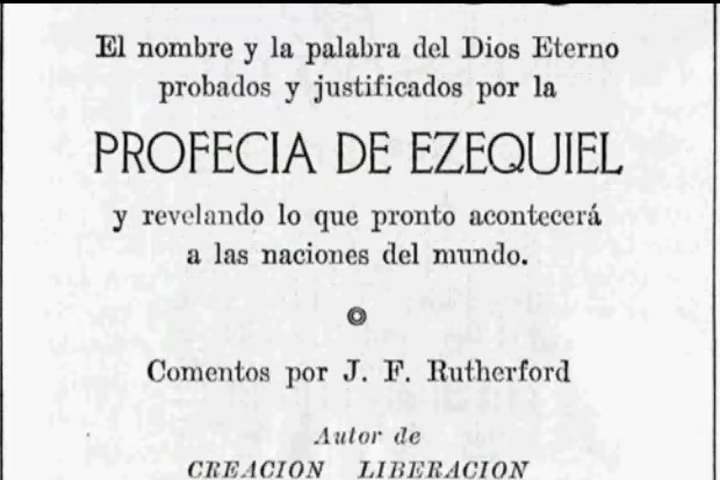 El nombre y la palabra del Dios Eterno
probados y justificados por la
PROFECIA DE EZEQUIEL
y revelando lo que pronto acontecerá
a las naciones del mundo.
Comentos por J. F. Rutherford
Autor de
CREACION LIBERACION